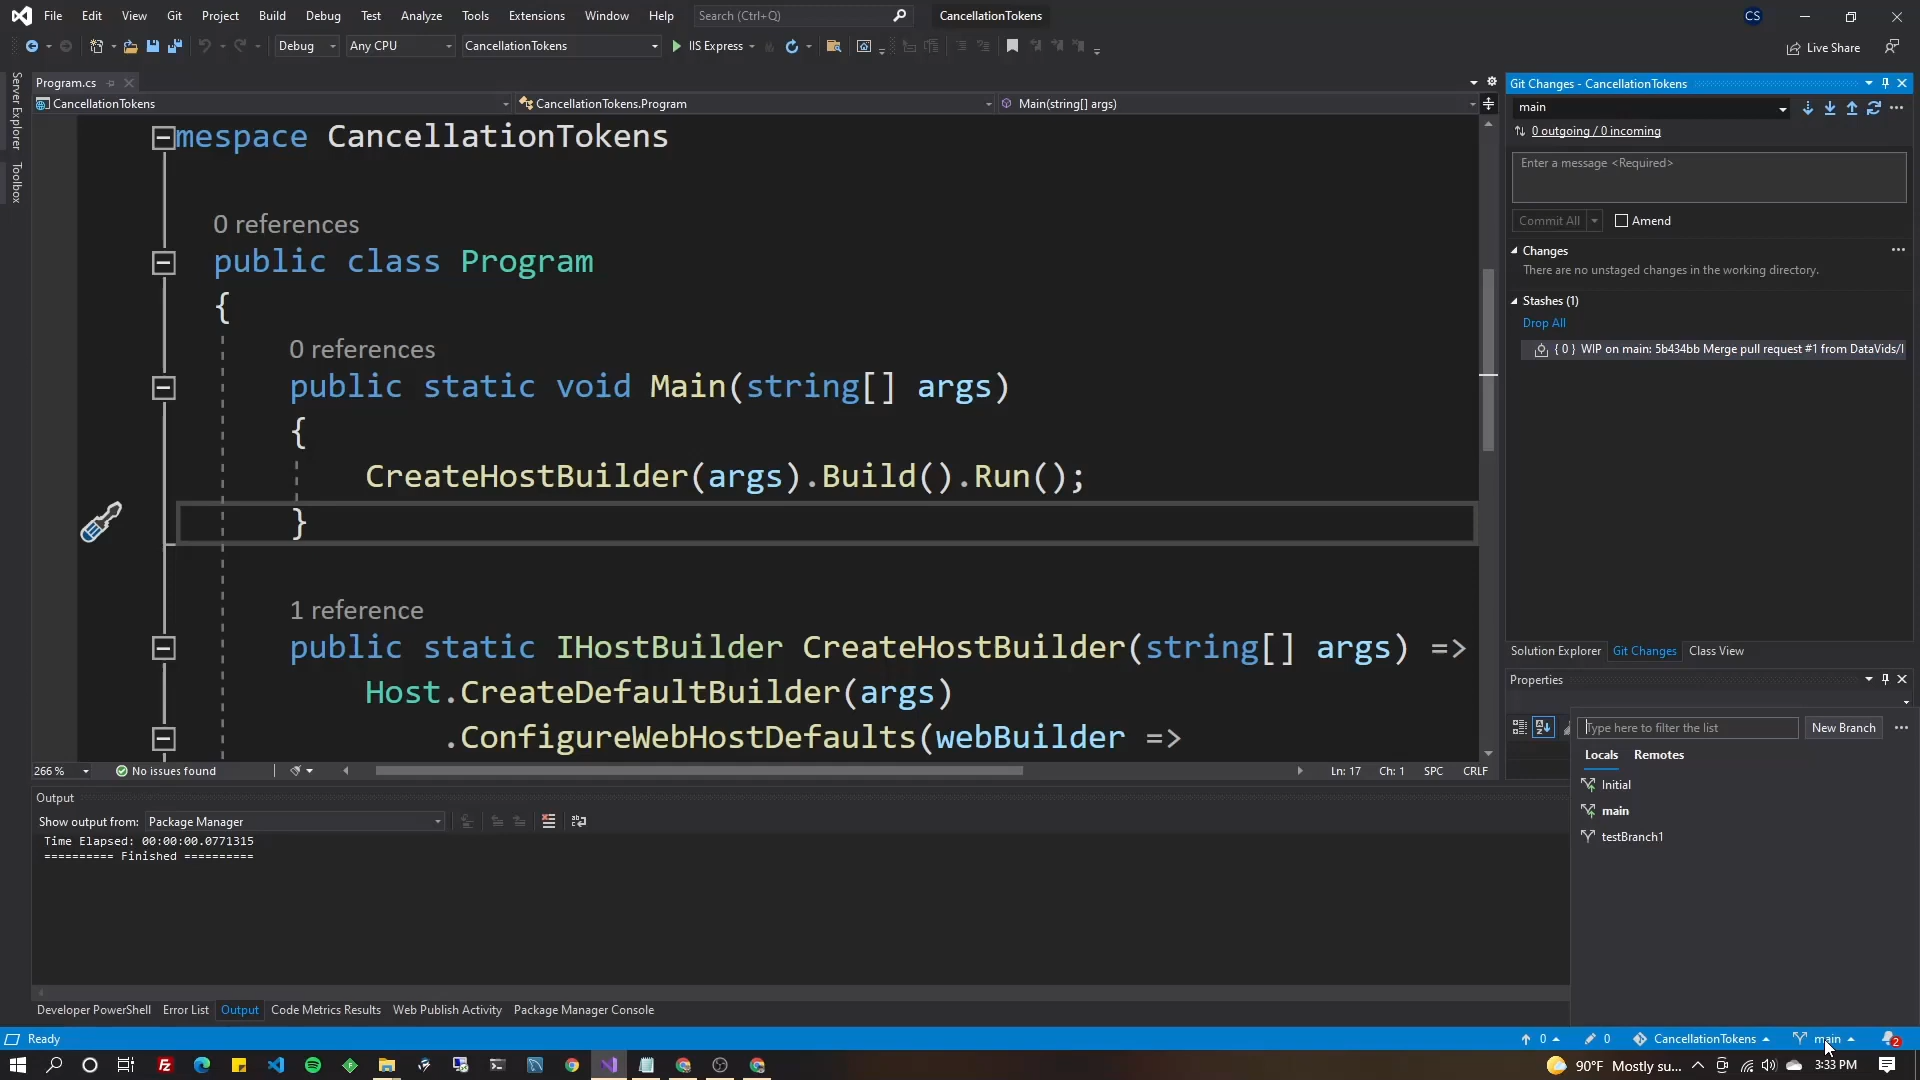 File Edit View Git Project Build Debug Test Analyze Tools Extensions Window Help Search (Ctrl+Q) CancellationTokens CS
Debug Any CPU CancellationTokens IIS Express Live Share
Server Explorer
Toolbox
Program.cs
CancellationTokens CancellationTokens.Program Main(string[] args)
mespace CancellationTokens
0 references
public class Program
{
0 references
public static void Main(string[] args)
{
CreateHostBuilder(args).Build().Run();
}
1 reference
public static IHostBuilder CreateHostBuilder(string[] args) =>
Host.CreateDefaultBuilder(args)
.ConfigureWebHostDefaults(webBuilder =>
266 % No issues found Ln: 17 Ch: 1 SPC CRLF
Git Changes - CancellationTokens
main
0 outgoing / 0 incoming
Enter a message <Required>
Commit All Amend
Changes
There are no unstaged changes in the working directory.
Stashes (1)
Drop All
{ 0 } WIP on main: 5b434bb Merge pull request #1 from DataVids/I
Solution Explorer Git Changes Class View
Properties
Type here to filter the list New Branch
Locals Remotes
Initial
main
testBranch1
Output
Show output from: Package Manager
Time Elapsed: 00:00:00.0771315
========== Finished ==========
Developer PowerShell Error List Output Code Metrics Results Web Publish Activity Package Manager Console
Ready 0 0 CancellationTokens main 2
90°F Mostly su... 3:33 PM